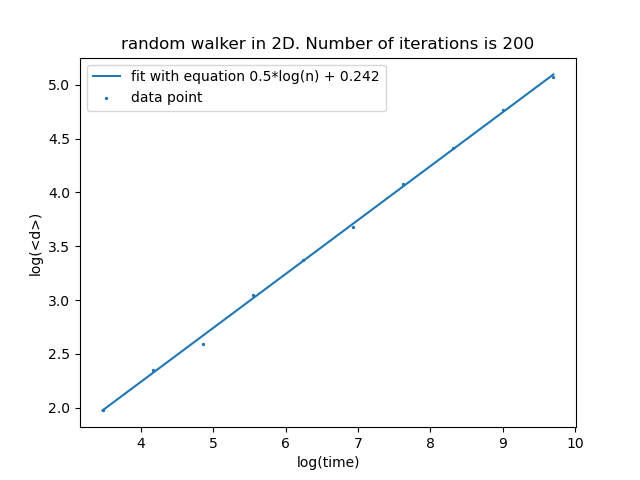 random walker in 2D. Number of iterations is 200
fit with equation 0.5*log(n) + 0.242
data point
5.0
4.5
4.0
3.5
3.0
2.5
2.0
log(<d>)
4 5 6 7 8 9 10
log(time)